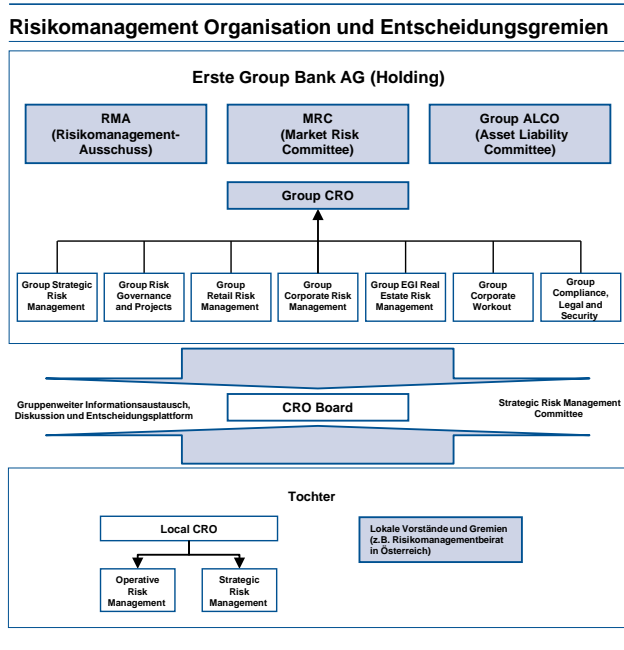 Risikomanagement Organisation und Entscheidungsgremien
Erste Group Bank AG (Holding)
RMA
(Risikomanagement-
Ausschuss)
MRC
(Market Risk
Committee)
Group ALCO
(Asset Liability
Committee)
Group CRO
Group Strategic
Risk
Management
Group Risk
Governance
and Projects
Group
Retail Risk
Management
Group
Corporate Risk
Management
Group EGI Real
Estate Risk
Management
Group
Corporate
Workout
Group
Compliance,
Legal and
Security
Gruppenweiter Informationsaustausch,
Diskussion und Entscheidungsplattform
CRO Board
Strategic Risk Management
Committee
Tochter
Local CRO
Operative
Risk
Management
Strategic
Risk
Management
Lokale Vorstände und Gremien
(z.B. Risikomanagementbeirat
in Österreich)